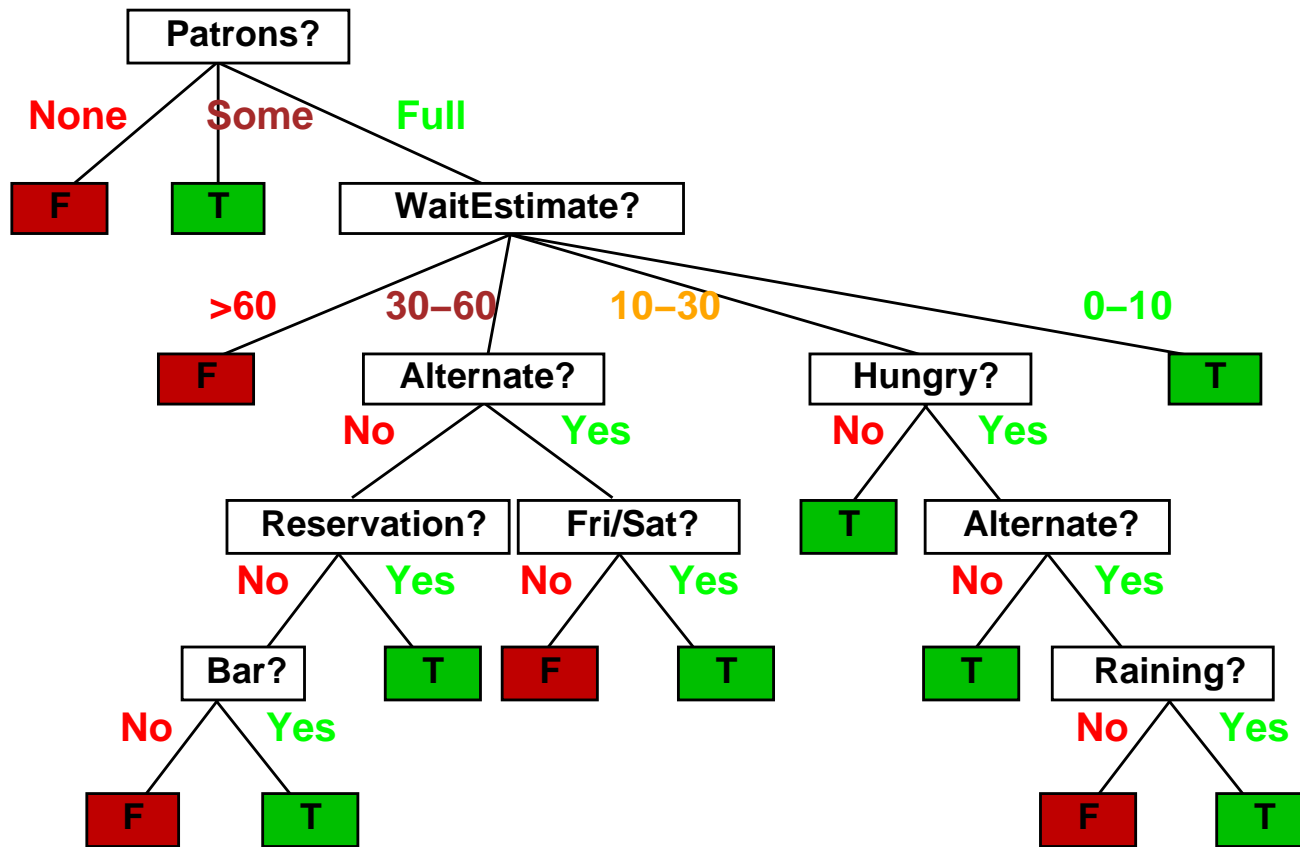 Patrons?
None Some Full
F T WaitEstimate?
>60 30–60 10–30 0–10
F Alternate? Hungry? T
No Yes No Yes
Reservation? Fri/Sat? T Alternate?
No Yes No Yes No Yes
Bar? T F T T Raining?
No Yes No Yes
F T F T